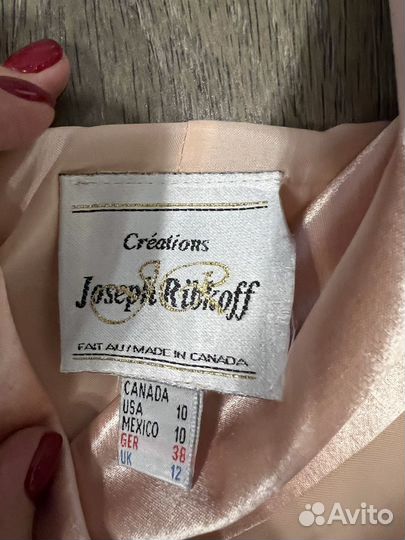 Créations
Joseph Ribkoff
FAIT AU / MADE IN CANADA
CANADA
USA 10
MEXICO 10
GER 38
UK 12
Avito